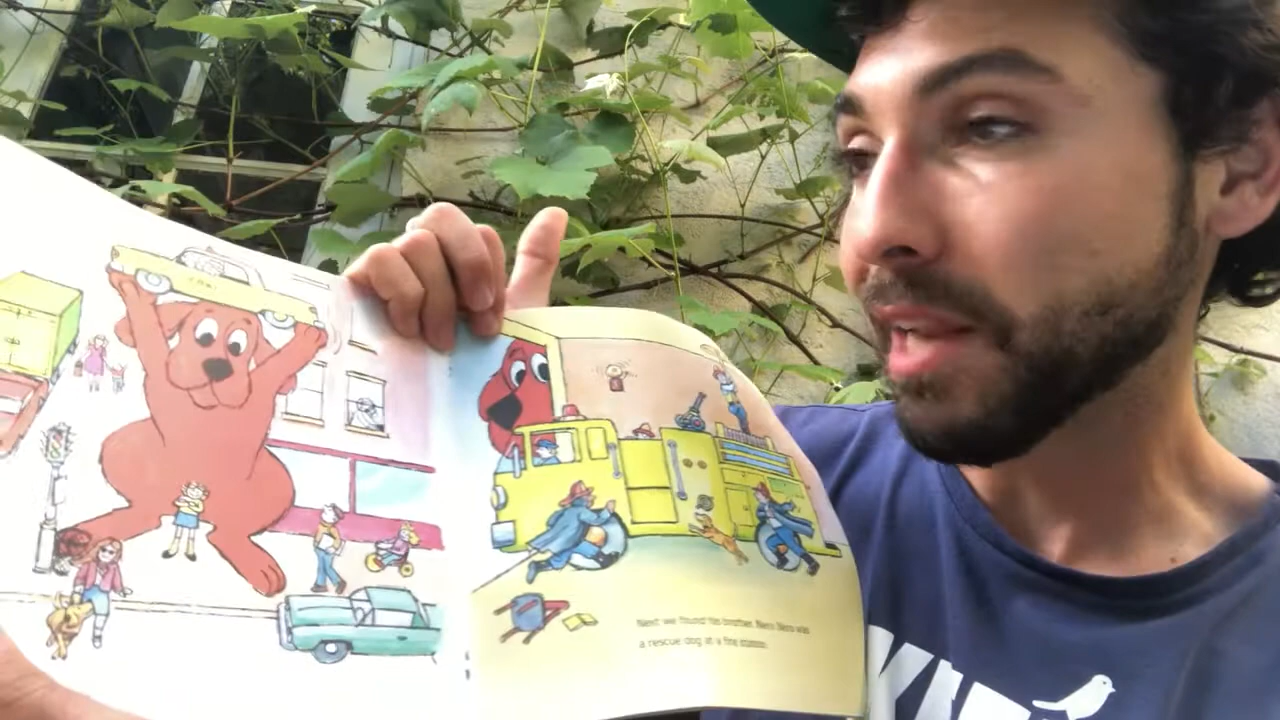 Next we found his brother, Nero. Nero was
a rescue dog at a fire station.